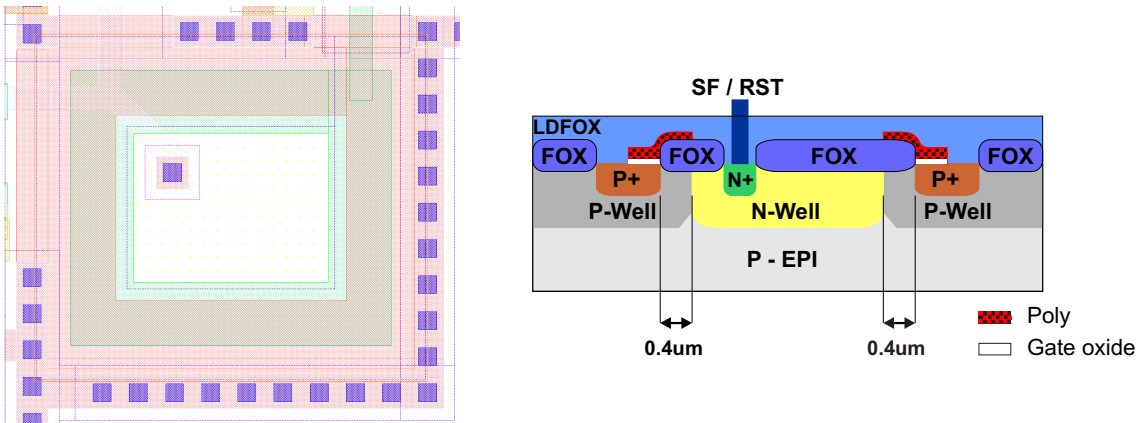 SF / RST
LDFOX
FOX FOX FOX FOX
P+ N+ P+
P-Well N-Well P-Well
P - EPI
0.4um 0.4um
Poly
Gate oxide